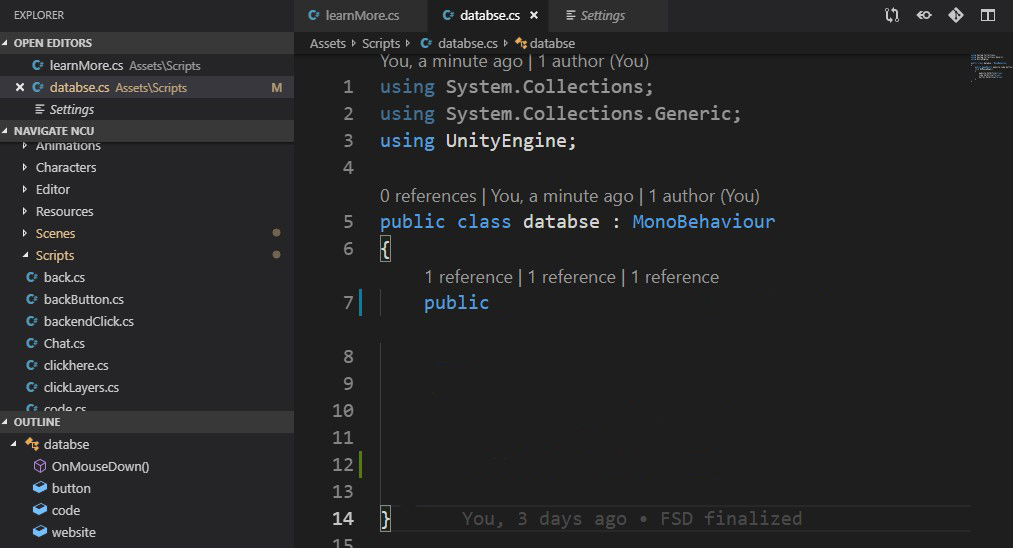 EXPLORER
OPEN EDITORS
learnMore.cs Assets\Scripts
databse.cs Assets\Scripts M
Settings
NAVIGATE NCU
Animations
Characters
Editor
Resources
Scenes
Scripts
back.cs
backButton.cs
backendClick.cs
Chat.cs
clickhere.cs
clickLayers.cs
code.cs
OUTLINE
databse
OnMouseDown()
button
code
website
learnMore.cs databse.cs Settings
Assets Scripts databse.cs databse
You, a minute ago | 1 author (You)
1 using System.Collections;
2 using System.Collections.Generic;
3 using UnityEngine;
4
0 references | You, a minute ago | 1 author (You)
5 public class databse : MonoBehaviour
6 {
1 reference | 1 reference | 1 reference
7 public
8
9
10
11
12
13
14 } You, 3 days ago • FSD finalized
15